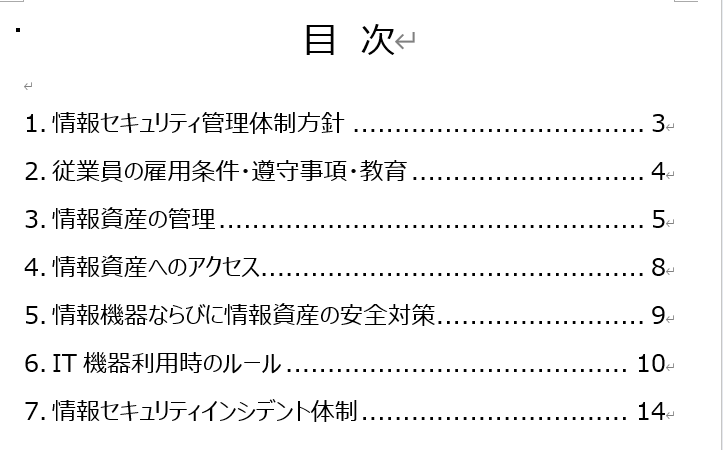 目 次
1. 情報セキュリティ管理体制方針 ................................... 3
2. 従業員の雇用条件・遵守事項・教育 ............................ 4
3. 情報資産の管理 ................................................... 5
4. 情報資産へのアクセス .............................................. 8
5. 情報機器ならびに情報資産の安全対策 ......................... 9
6. IT 機器利用時のルール ......................................... 10
7. 情報セキュリティインシデント体制 ................................ 14